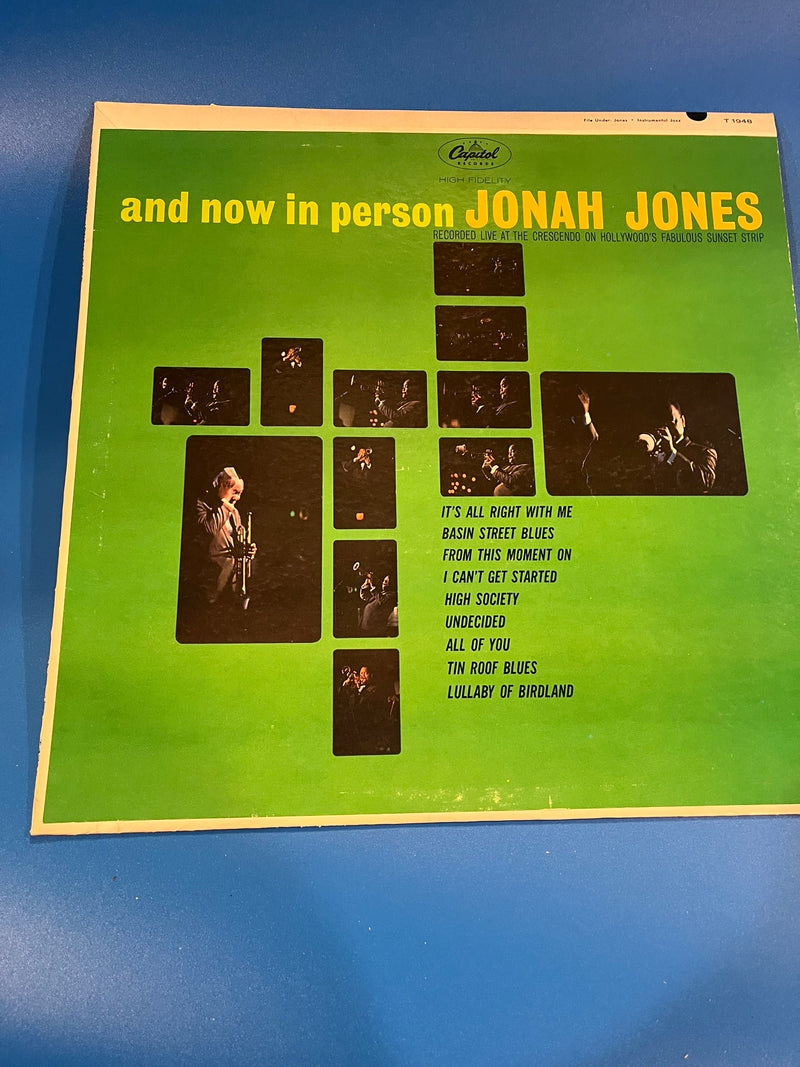 File Under: Jones • Instrumental Jazz T 1948
Capitol
RECORDS
HIGH FIDELITY
and now in person JONAH JONES
RECORDED LIVE AT THE CRESCENDO ON HOLLYWOOD'S FABULOUS SUNSET STRIP
IT'S ALL RIGHT WITH ME
BASIN STREET BLUES
FROM THIS MOMENT ON
I CAN'T GET STARTED
HIGH SOCIETY
UNDECIDED
ALL OF YOU
TIN ROOF BLUES
LULLABY OF BIRDLAND